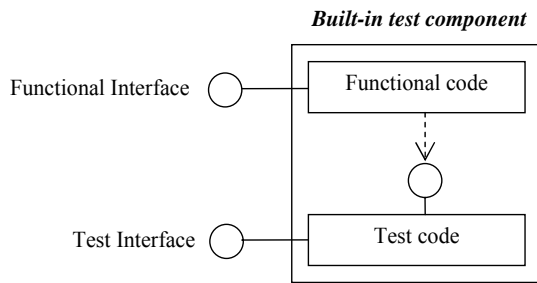 Built-in test component
Functional Interface
Functional code
Test Interface
Test code